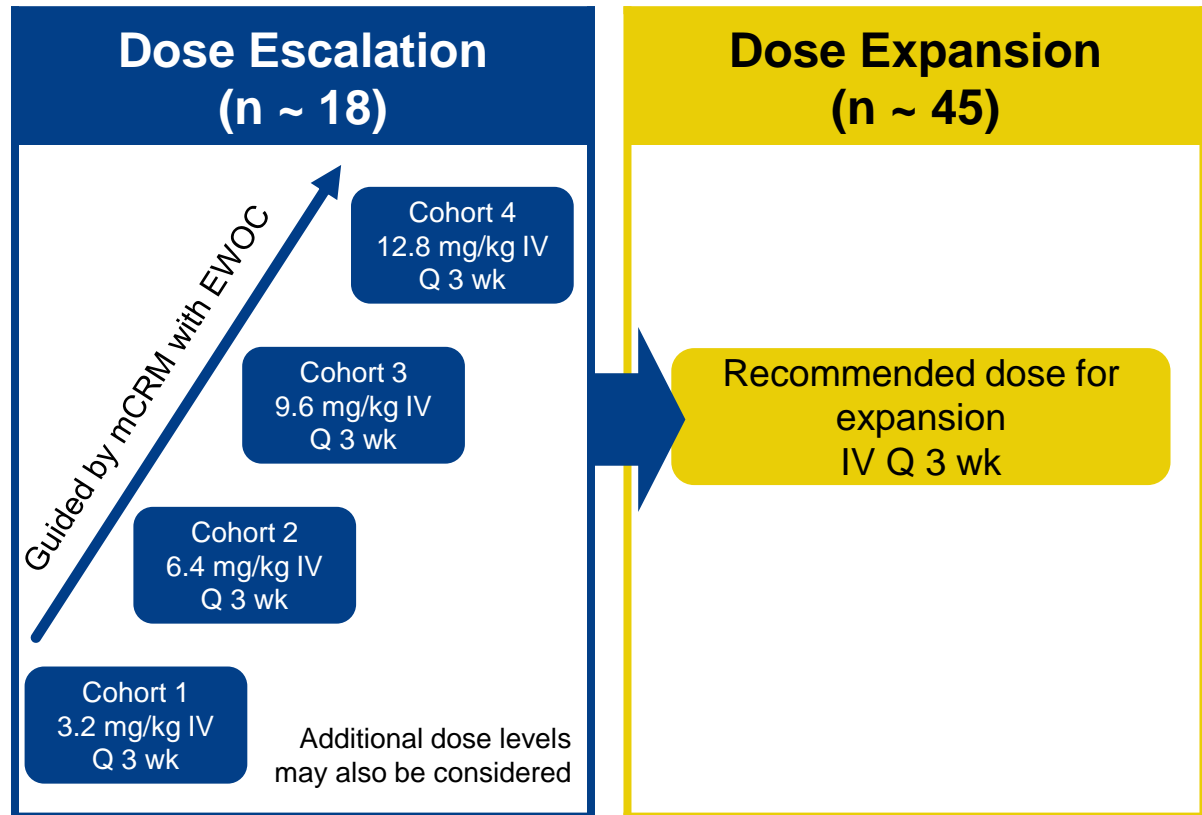 Dose Escalation
(n ~ 18)
Guided by mCRM with EWOC
Cohort 4
12.8 mg/kg IV
Q 3 wk
Cohort 3
9.6 mg/kg IV
Q 3 wk
Cohort 2
6.4 mg/kg IV
Q 3 wk
Cohort 1
3.2 mg/kg IV
Q 3 wk
Additional dose levels
may also be considered
Dose Expansion
(n ~ 45)
Recommended dose for
expansion
IV Q 3 wk